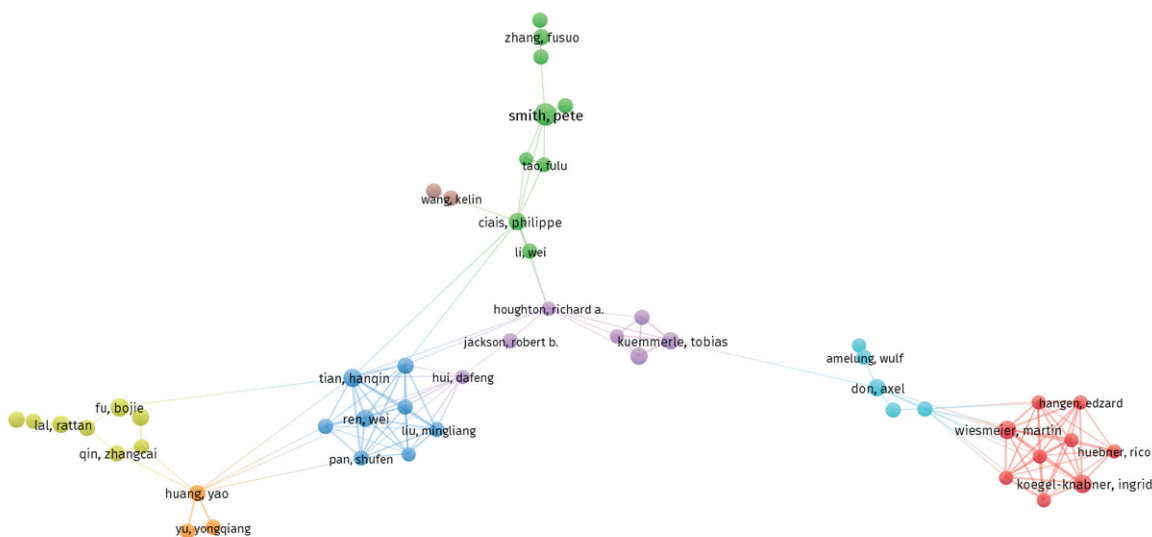 zhang, fusuo
smith, pete
tao, fulu
wang, kelin
ciais, philippe
li, wei
houghton, richard a.
jackson, robert b.
kuemmerle, tobias
amelung, wulf
tian, hanqin
hui, dafeng
don, axel
fu, bojie
hangen, edzard
lal, rattan
ren, wei
liu, mingliang
wiesmeier, martin
qin, zhangcai
pan, shufen
huebner, rico
huang, yao
koegel-knabner, ingrid
yu, yongqiang